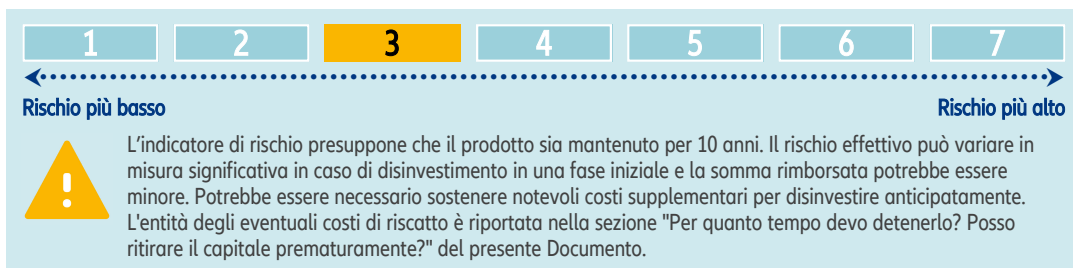 1 2 3 4 5 6 7
Rischio più basso Rischio più alto
L'indicatore di rischio presuppone che il prodotto sia mantenuto per 10 anni. Il rischio effettivo può variare in
misura significativa in caso di disinvestimento in una fase iniziale e la somma rimborsata potrebbe essere
minore. Potrebbe essere necessario sostenere notevoli costi supplementari per disinvestire anticipatamente.
L'entità degli eventuali costi di riscatto è riportata nella sezione "Per quanto tempo devo detenerlo? Posso
ritirare il capitale prematuramente?" del presente Documento.